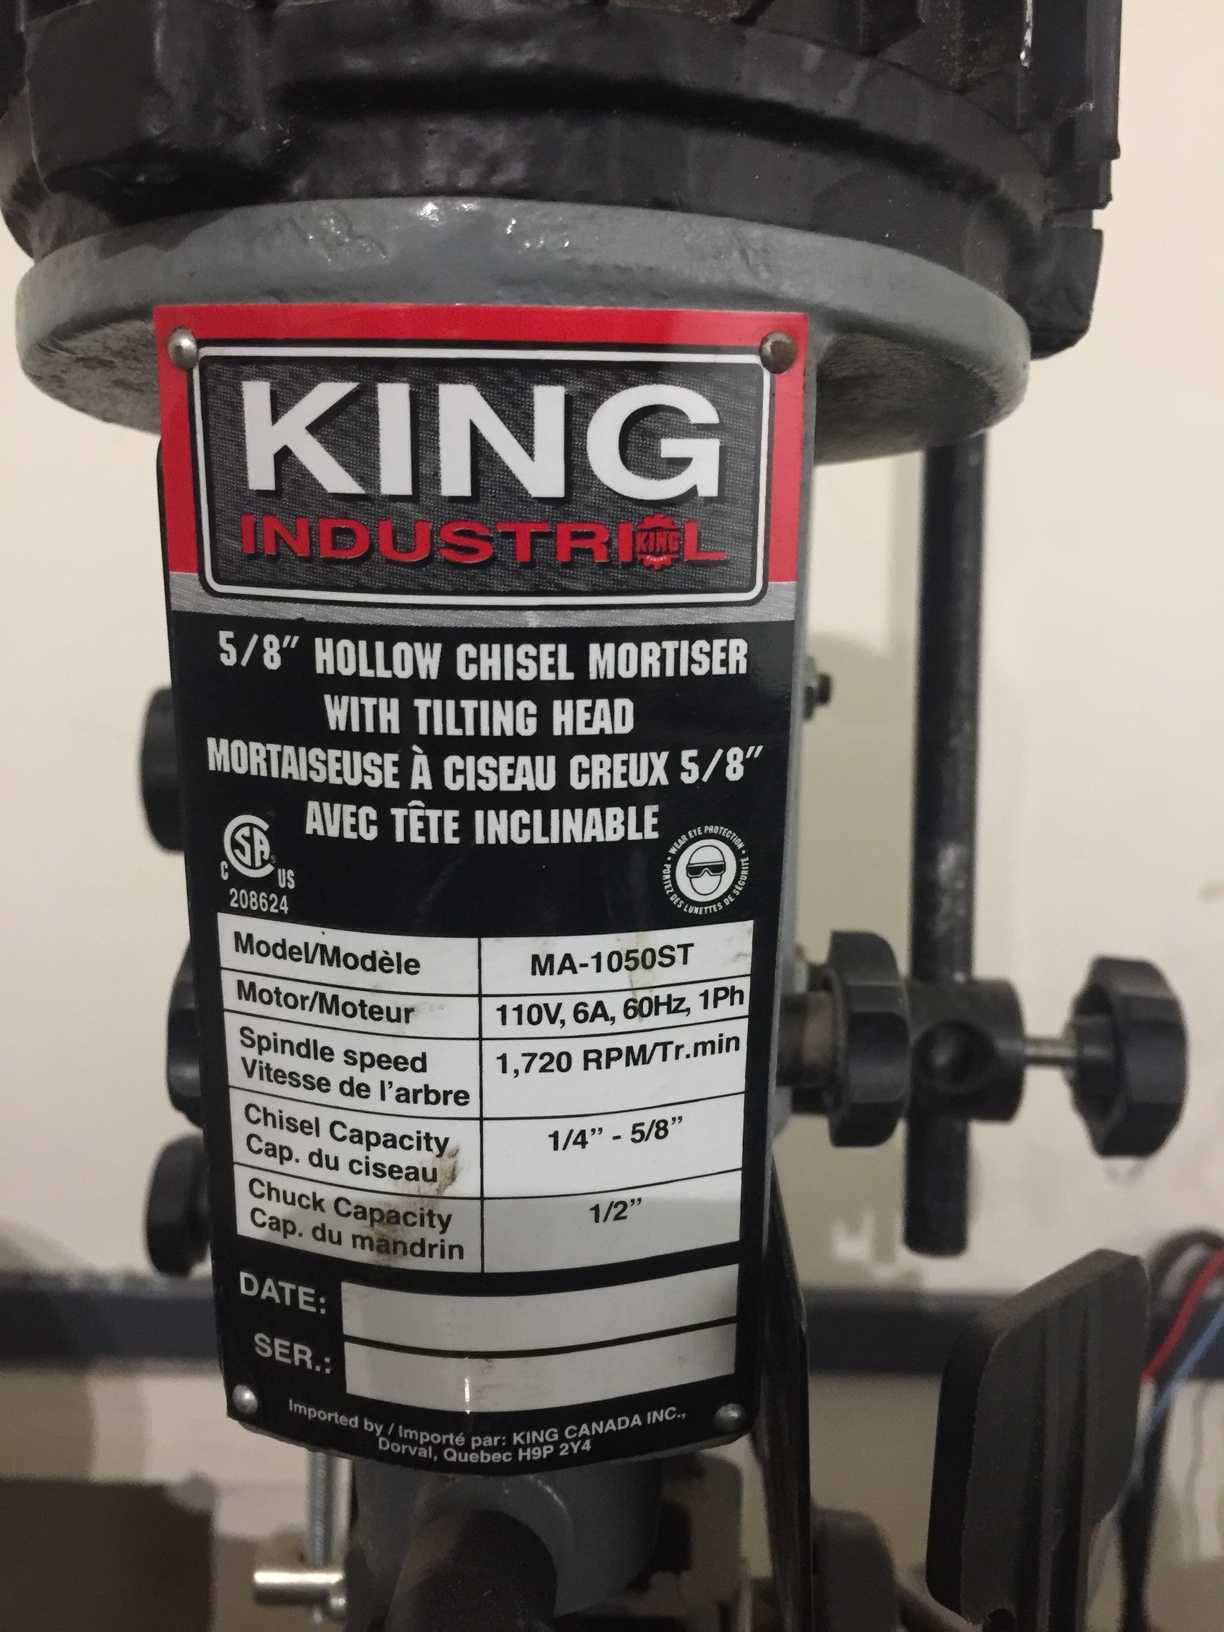 KING
INDUSTRIAL
KING
5/8" HOLLOW CHISEL MORTISER
WITH TILTING HEAD
MORTAISEUSE À CISEAU CREUX 5/8"
AVEC TÊTE INCLINABLE
C SA US
208624
WEAR EYE PROTECTION • PORTEZ DES LUNETTES DE SÉCURITÉ •
Model/Modèle MA-1050ST
Motor/Moteur 110V, 6A, 60Hz, 1Ph
Spindle speed 1,720 RPM/Tr.min
Vitesse de l'arbre
Chisel Capacity 1/4" - 5/8"
Cap. du ciseau
Chuck Capacity 1/2"
Cap. du mandrin
DATE:
SER.:
Imported by / Importé par: KING CANADA INC.,
Dorval, Quebec H9P 2Y4